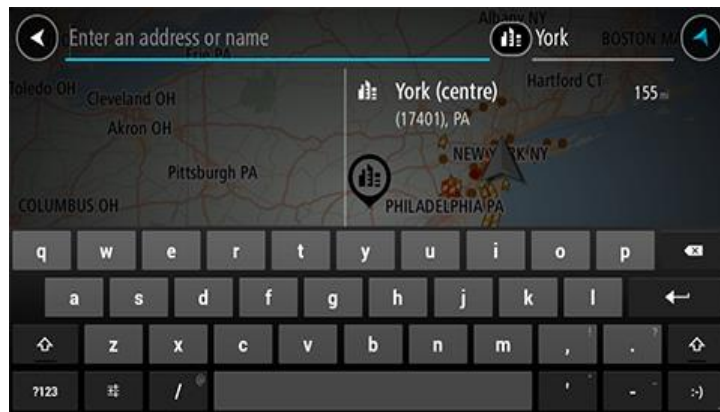 Albany NY
Enter an address or name
York
BOSTON MA
Erie PA
Toledo OH
Cleveland OH
York (centre)
Hartford CT
155 mi
(17401), PA
Akron OH
NEW YORK NY
Pittsburgh PA
COLUMBUS OH
PHILADELPHIA PA
q w e r t y u i o p
a s d f g h j k l
z x c v b n m , ! . ?
?123 / @ ' " - _ :-)